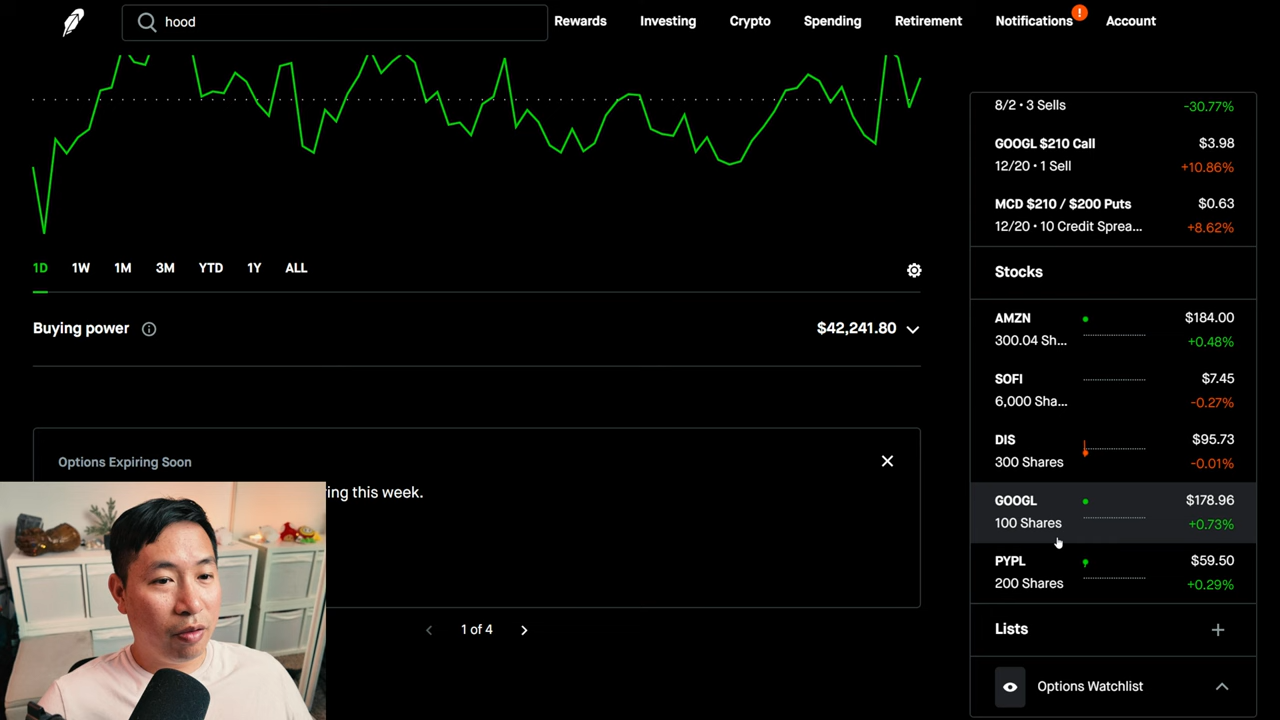 hood
Rewards
Investing
Crypto
Spending
Retirement
Notifications
!
Account
8/2 • 3 Sells
-30.77%
GOOGL $210 Call
$3.98
12/20 • 1 Sell
+10.86%
MCD $210 / $200 Puts
$0.63
12/20 • 10 Credit Sprea...
+8.62%
1D
1W
1M
3M
YTD
1Y
ALL
Buying power
$42,241.80
Options Expiring Soon
ing this week.
1 of 4
Stocks
AMZN
$184.00
300.04 Sh...
+0.48%
SOFI
$7.45
6,000 Sha...
-0.27%
DIS
$95.73
300 Shares
-0.01%
GOOGL
$178.96
100 Shares
+0.73%
PYPL
$59.50
200 Shares
+0.29%
Lists
Options Watchlist